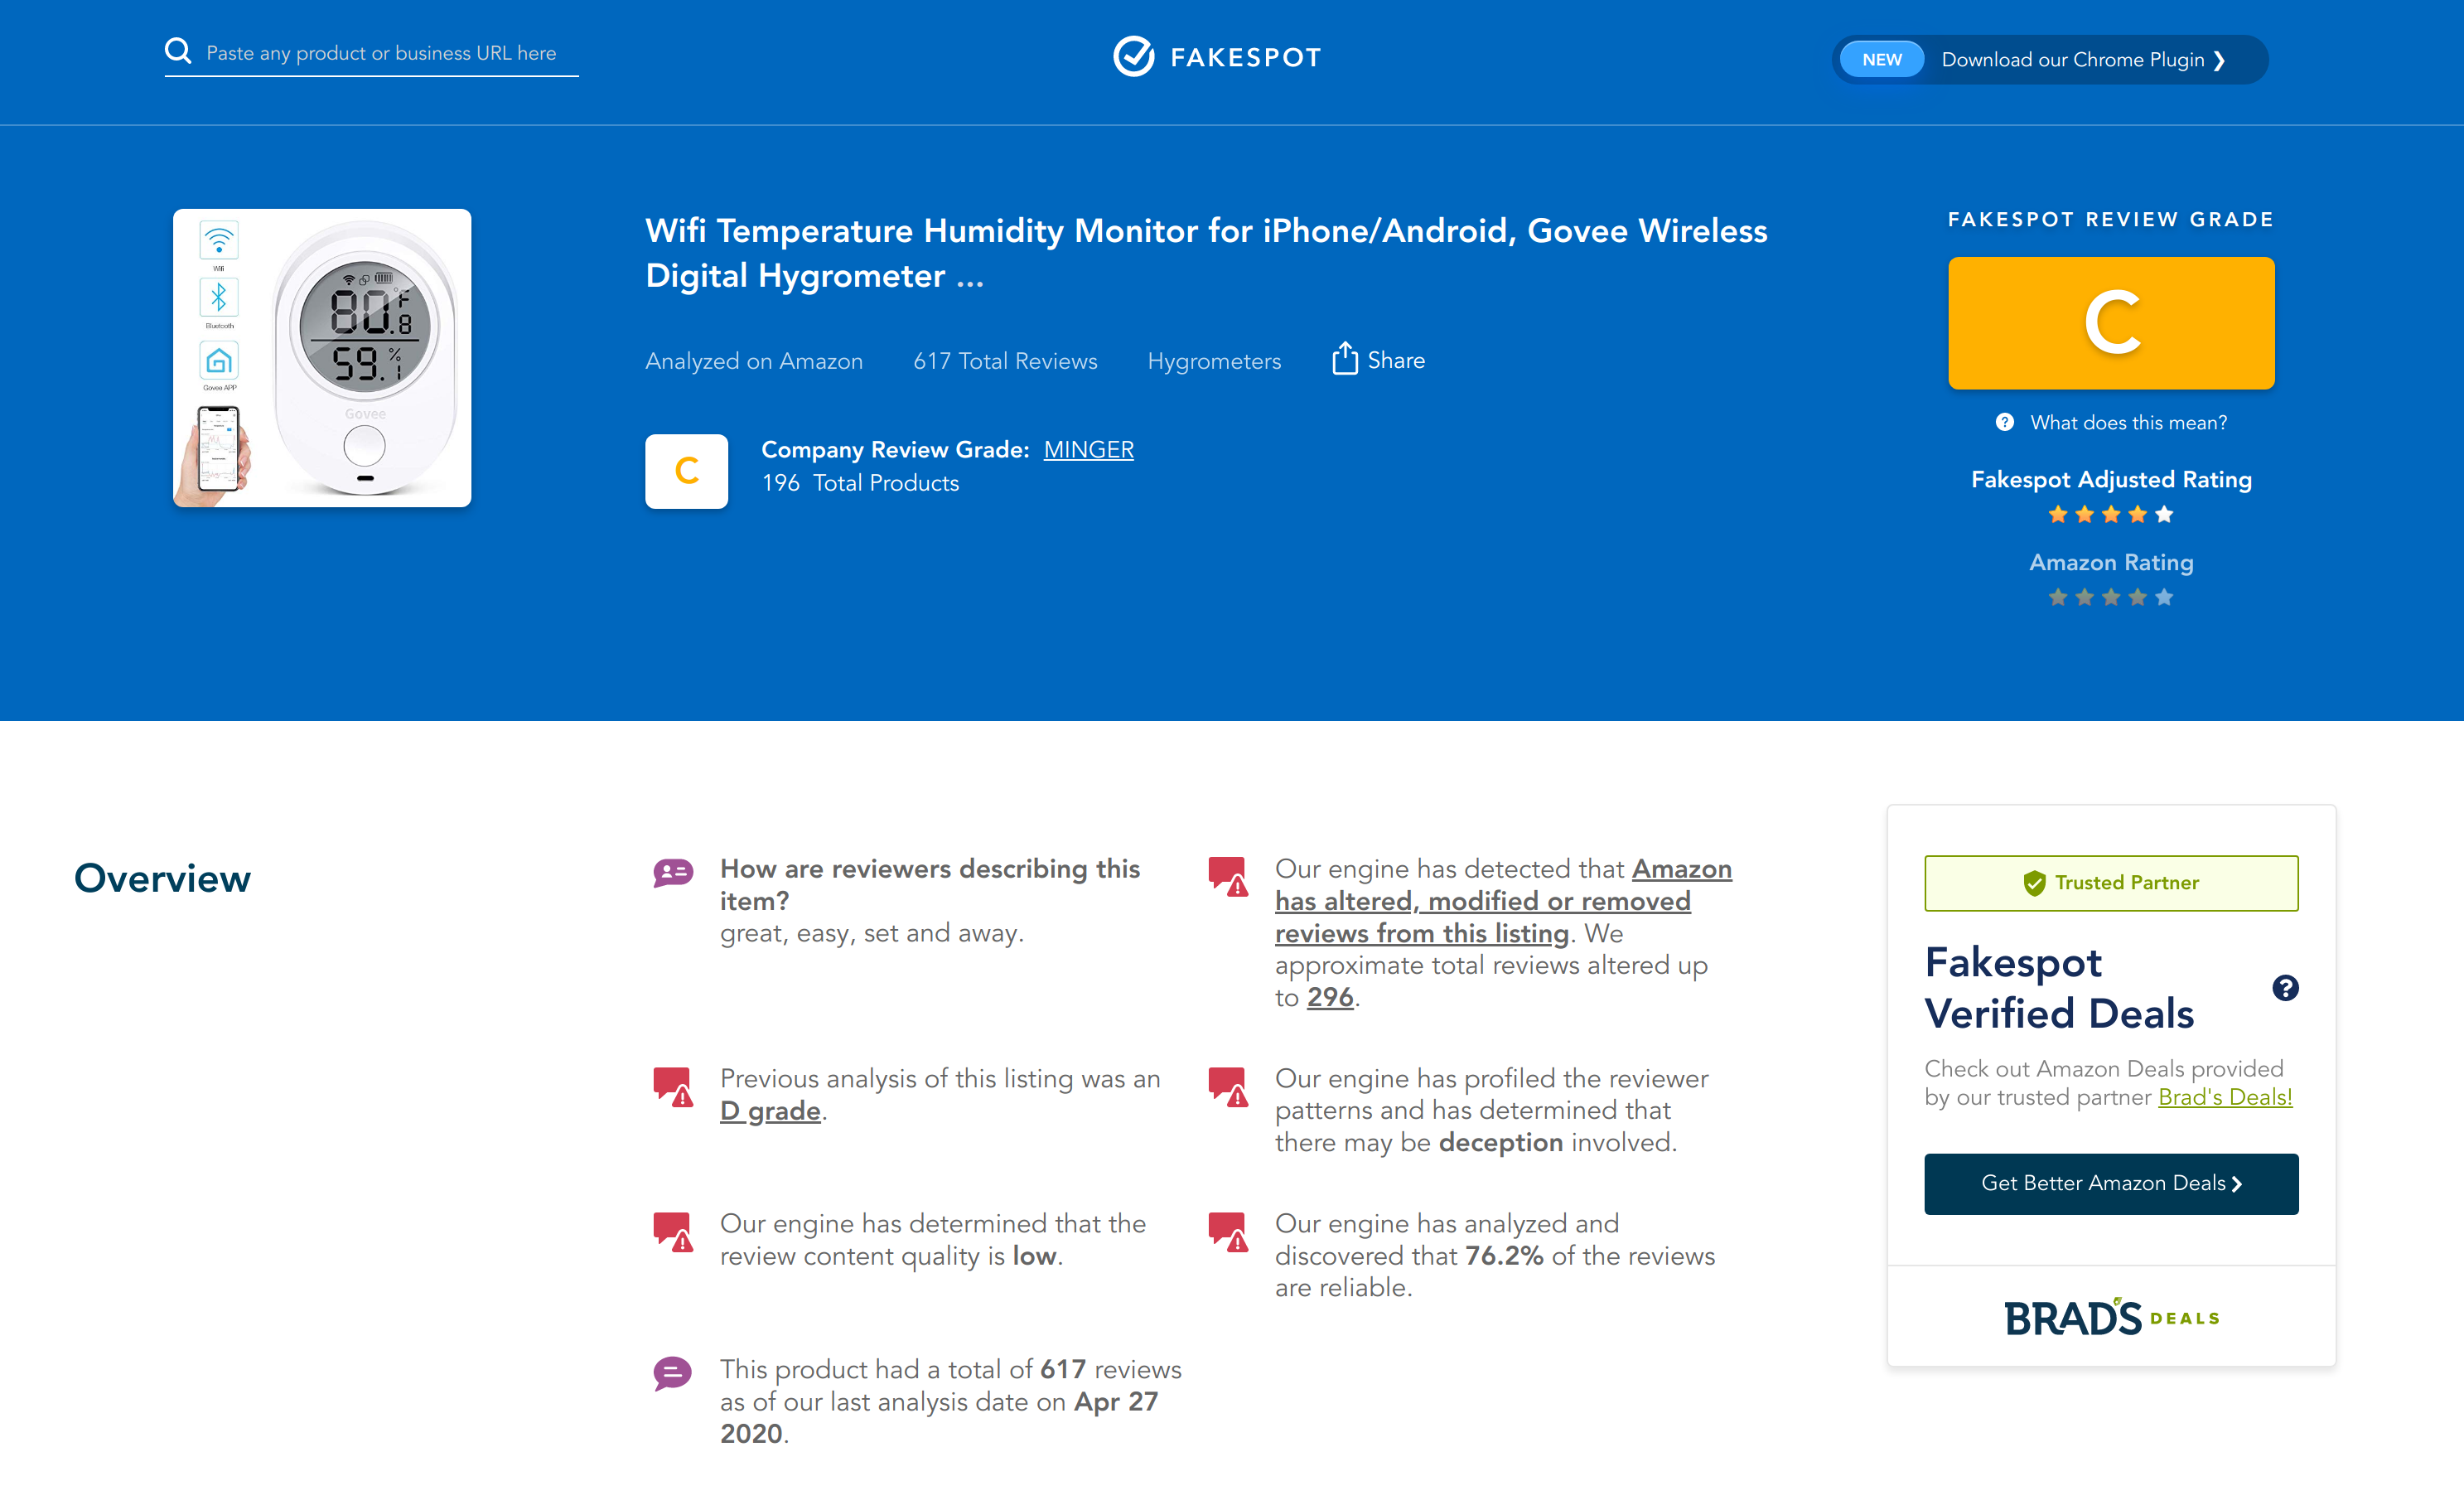 Paste any product or business URL here
FAKESPOT
NEW
Download our Chrome Plugin ❯
Wifi
Bluetooth
Govee APP
80.8 °F
59.1 %
Govee
Wifi Temperature Humidity Monitor for iPhone/Android, Govee Wireless
Digital Hygrometer ...
Analyzed on Amazon
617 Total Reviews
Hygrometers
Share
C
Company Review Grade: MINGER
196 Total Products
FAKESPOT REVIEW GRADE
C
? What does this mean?
Fakespot Adjusted Rating
Amazon Rating
Overview
How are reviewers describing this
item?
great, easy, set and away.
Our engine has detected that Amazon
has altered, modified or removed
reviews from this listing. We
approximate total reviews altered up
to 296.
Previous analysis of this listing was an
D grade.
Our engine has profiled the reviewer
patterns and has determined that
there may be deception involved.
Our engine has determined that the
review content quality is low.
Our engine has analyzed and
discovered that 76.2% of the reviews
are reliable.
This product had a total of 617 reviews
as of our last analysis date on Apr 27
2020.
Trusted Partner
Fakespot
Verified Deals
?
Check out Amazon Deals provided
by our trusted partner Brad's Deals!
Get Better Amazon Deals ❯
BRAD'S DEALS